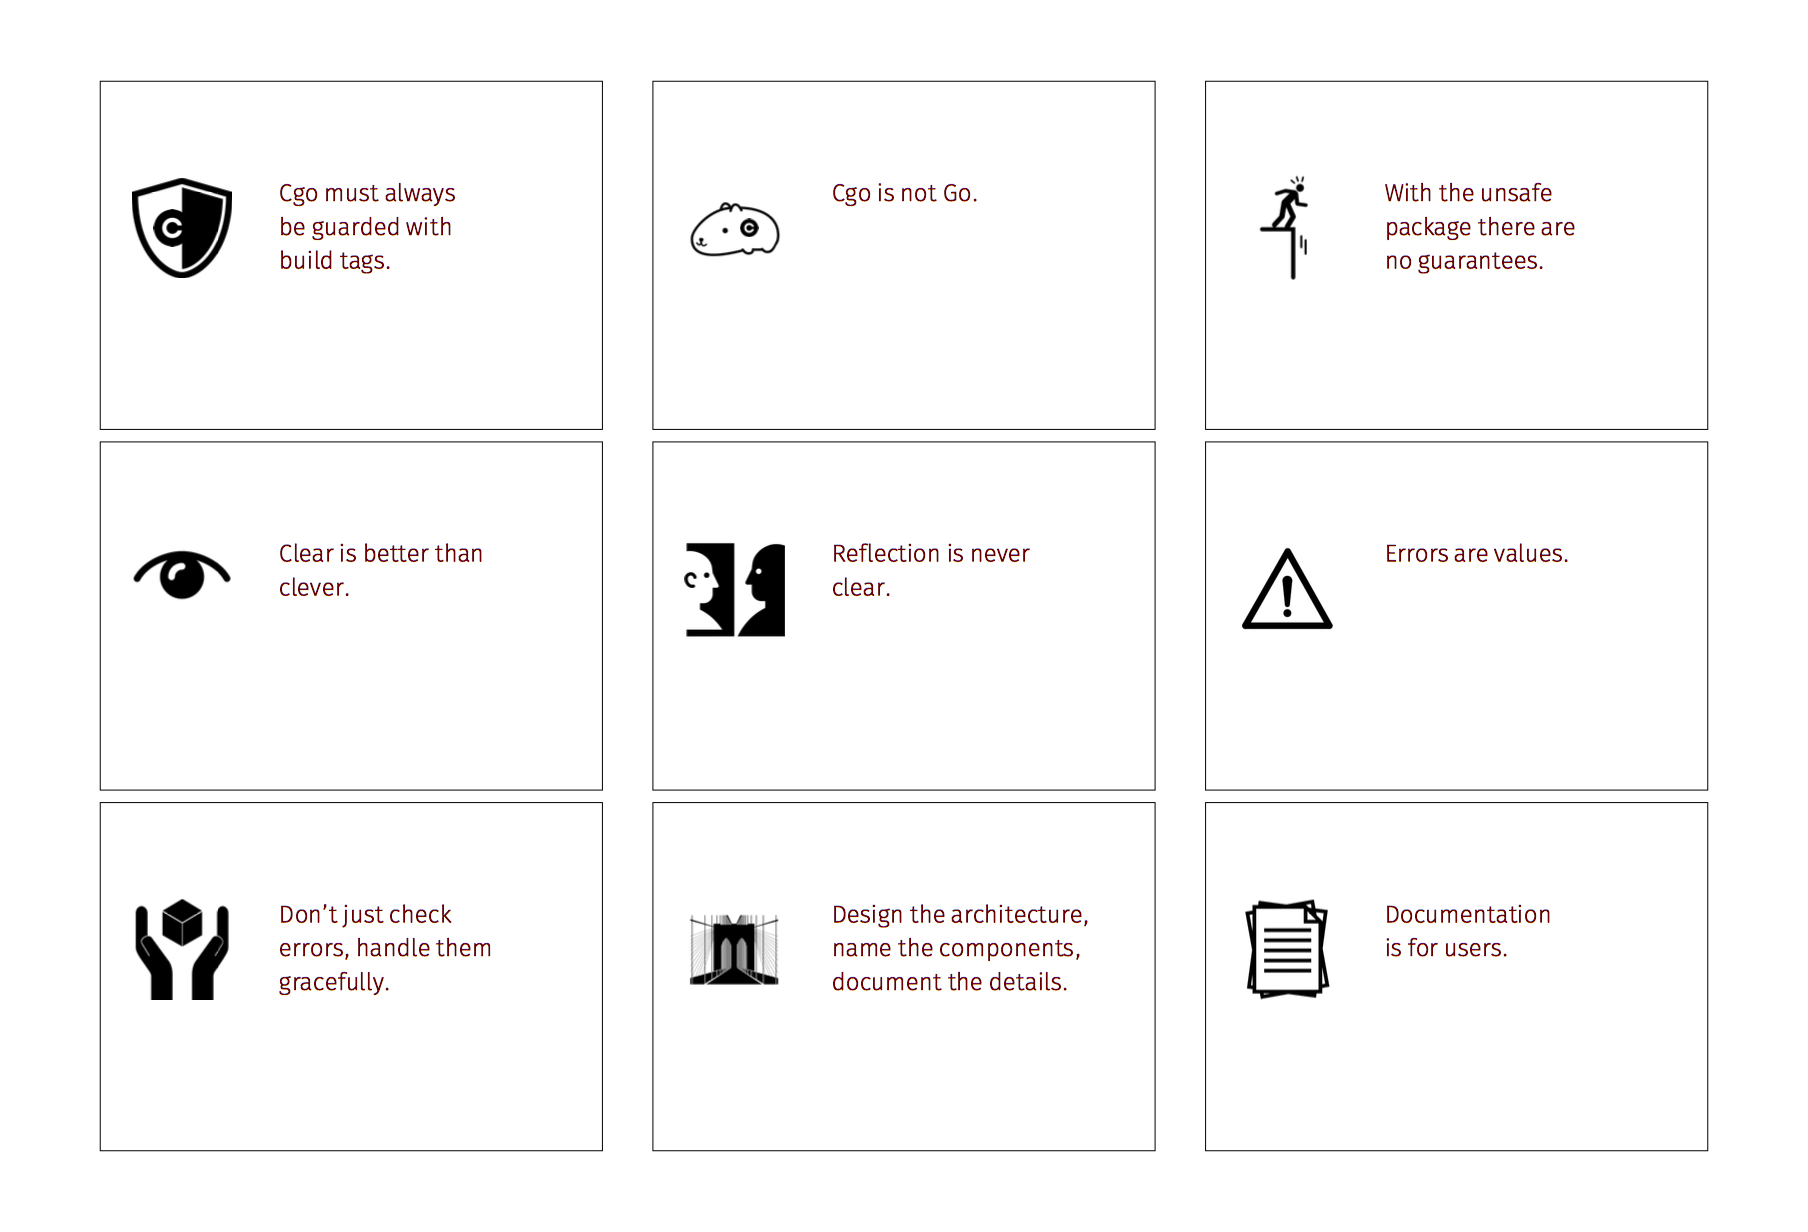 Cgo must always
be guarded with
build tags.
C
Cgo is not Go.
C
With the unsafe
package there are
no guarantees.
Clear is better than
clever.
Reflection is never
clear.
Errors are values.
!
Don’t just check
errors, handle them
gracefully.
Design the architecture,
name the components,
document the details.
Documentation
is for users.